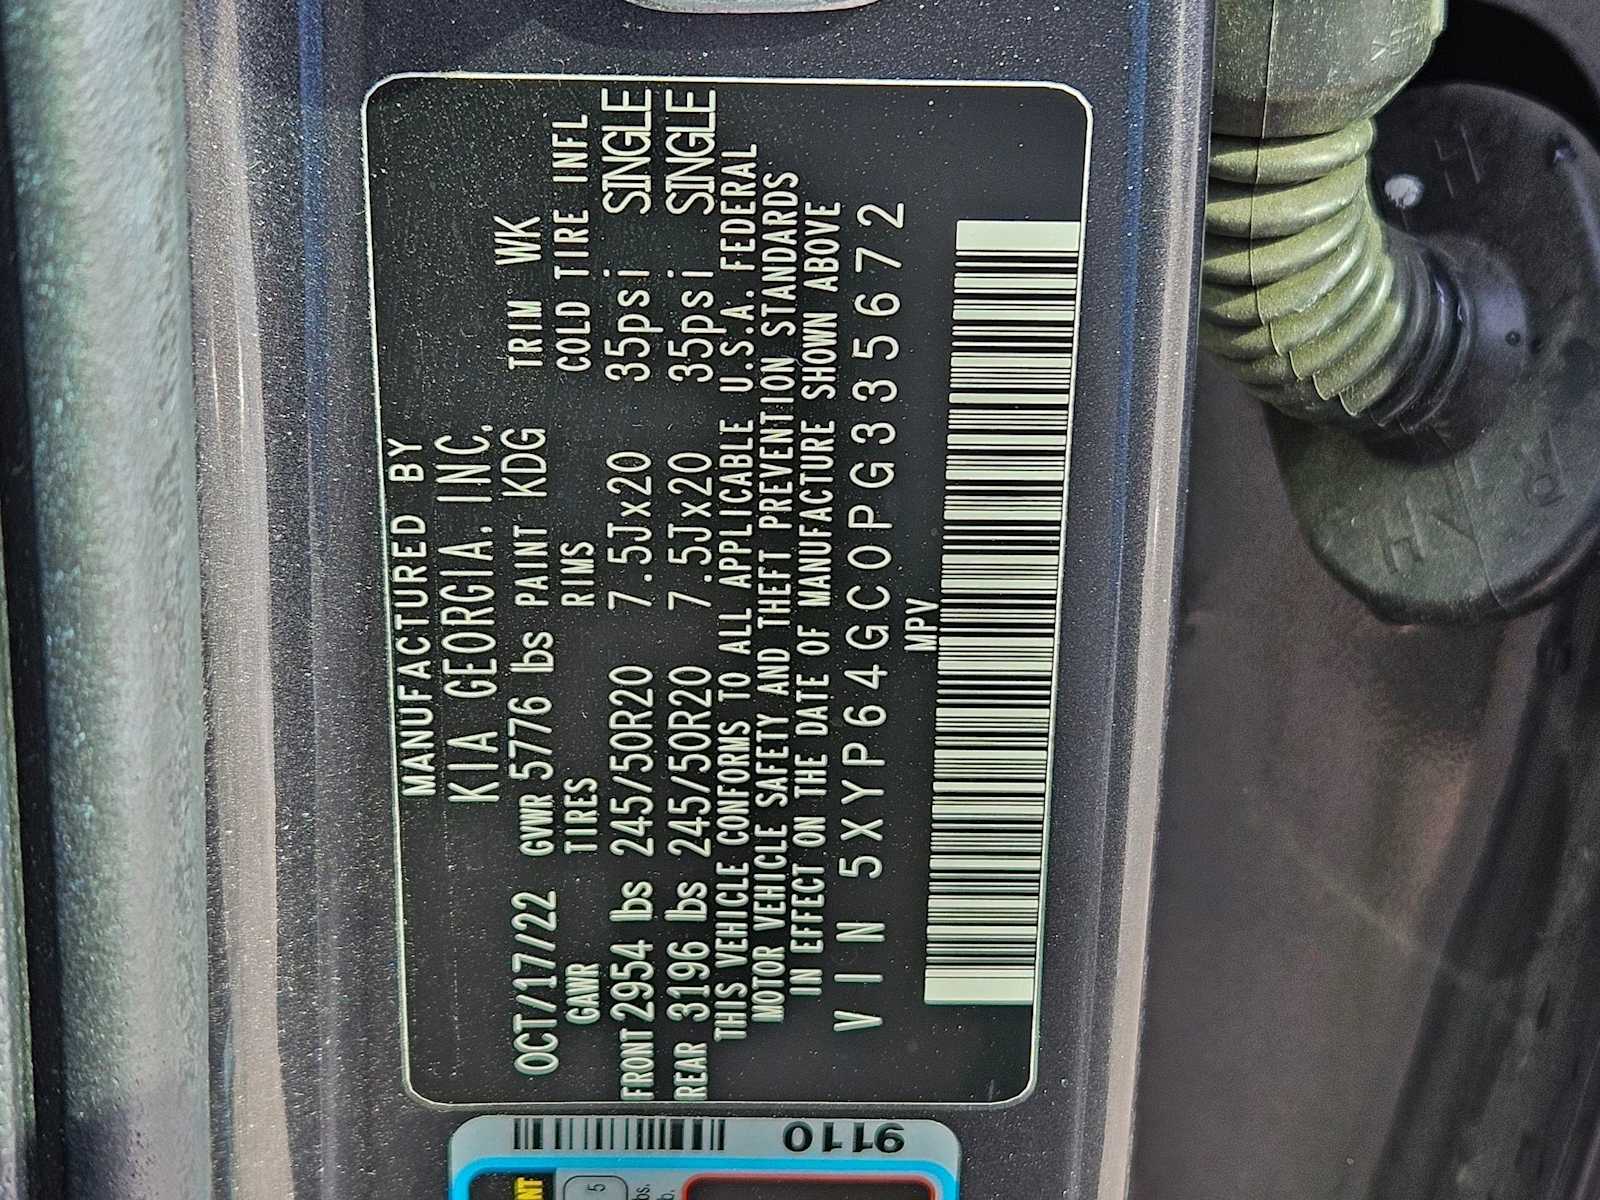 MANUFACTURED BY
KIA GEORGIA, INC.
OCT/17/22 GVWR 5776 lbs PAINT KDG TRIM WK
GAWR TIRES RIMS COLD TIRE INFL
FRONT 2954 lbs 245/50R20 7.5Jx20 35psi SINGLE
REAR 3196 lbs 245/50R20 7.5Jx20 35psi SINGLE
THIS VEHICLE CONFORMS TO ALL APPLICABLE U.S.A. FEDERAL
MOTOR VEHICLE SAFETY AND THEFT PREVENTION STANDARDS
IN EFFECT ON THE DATE OF MANUFACTURE SHOWN ABOVE
VIN 5XYP64GC0PG335672
MPV
9110